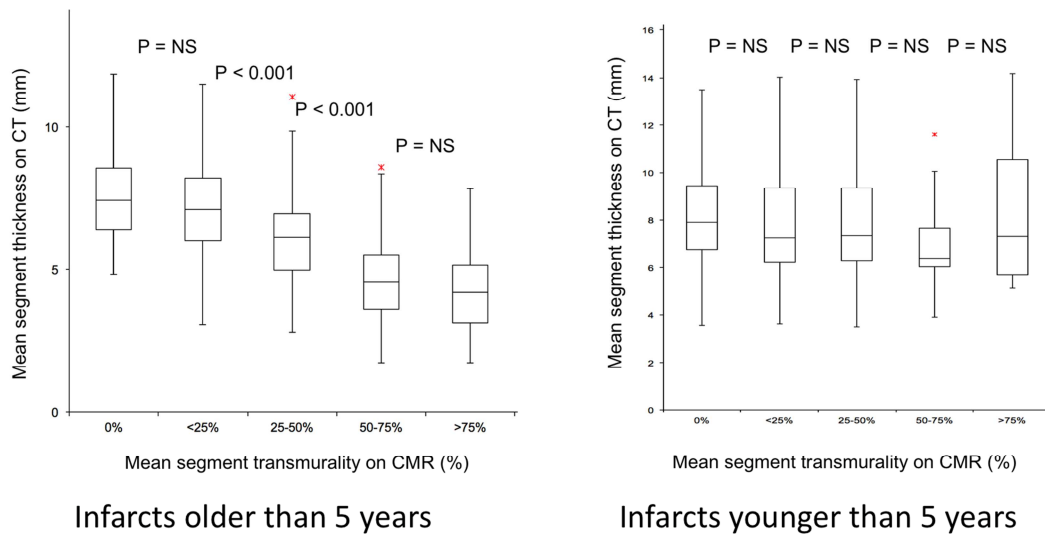 P = NS
P < 0.001
P < 0.001
P = NS
Mean segment thickness on CT (mm)
10
5
0
0% <25% 25-50% 50-75% >75%
Mean segment transmurality on CMR (%)
Infarcts older than 5 years
P = NS P = NS P = NS P = NS
Mean segment thickness on CT (mm)
16
14
12
10
8
6
4
2
0
0% <25% 25-50% 50-75% >75%
Mean segment transmurality on CMR (%)
Infarcts younger than 5 years